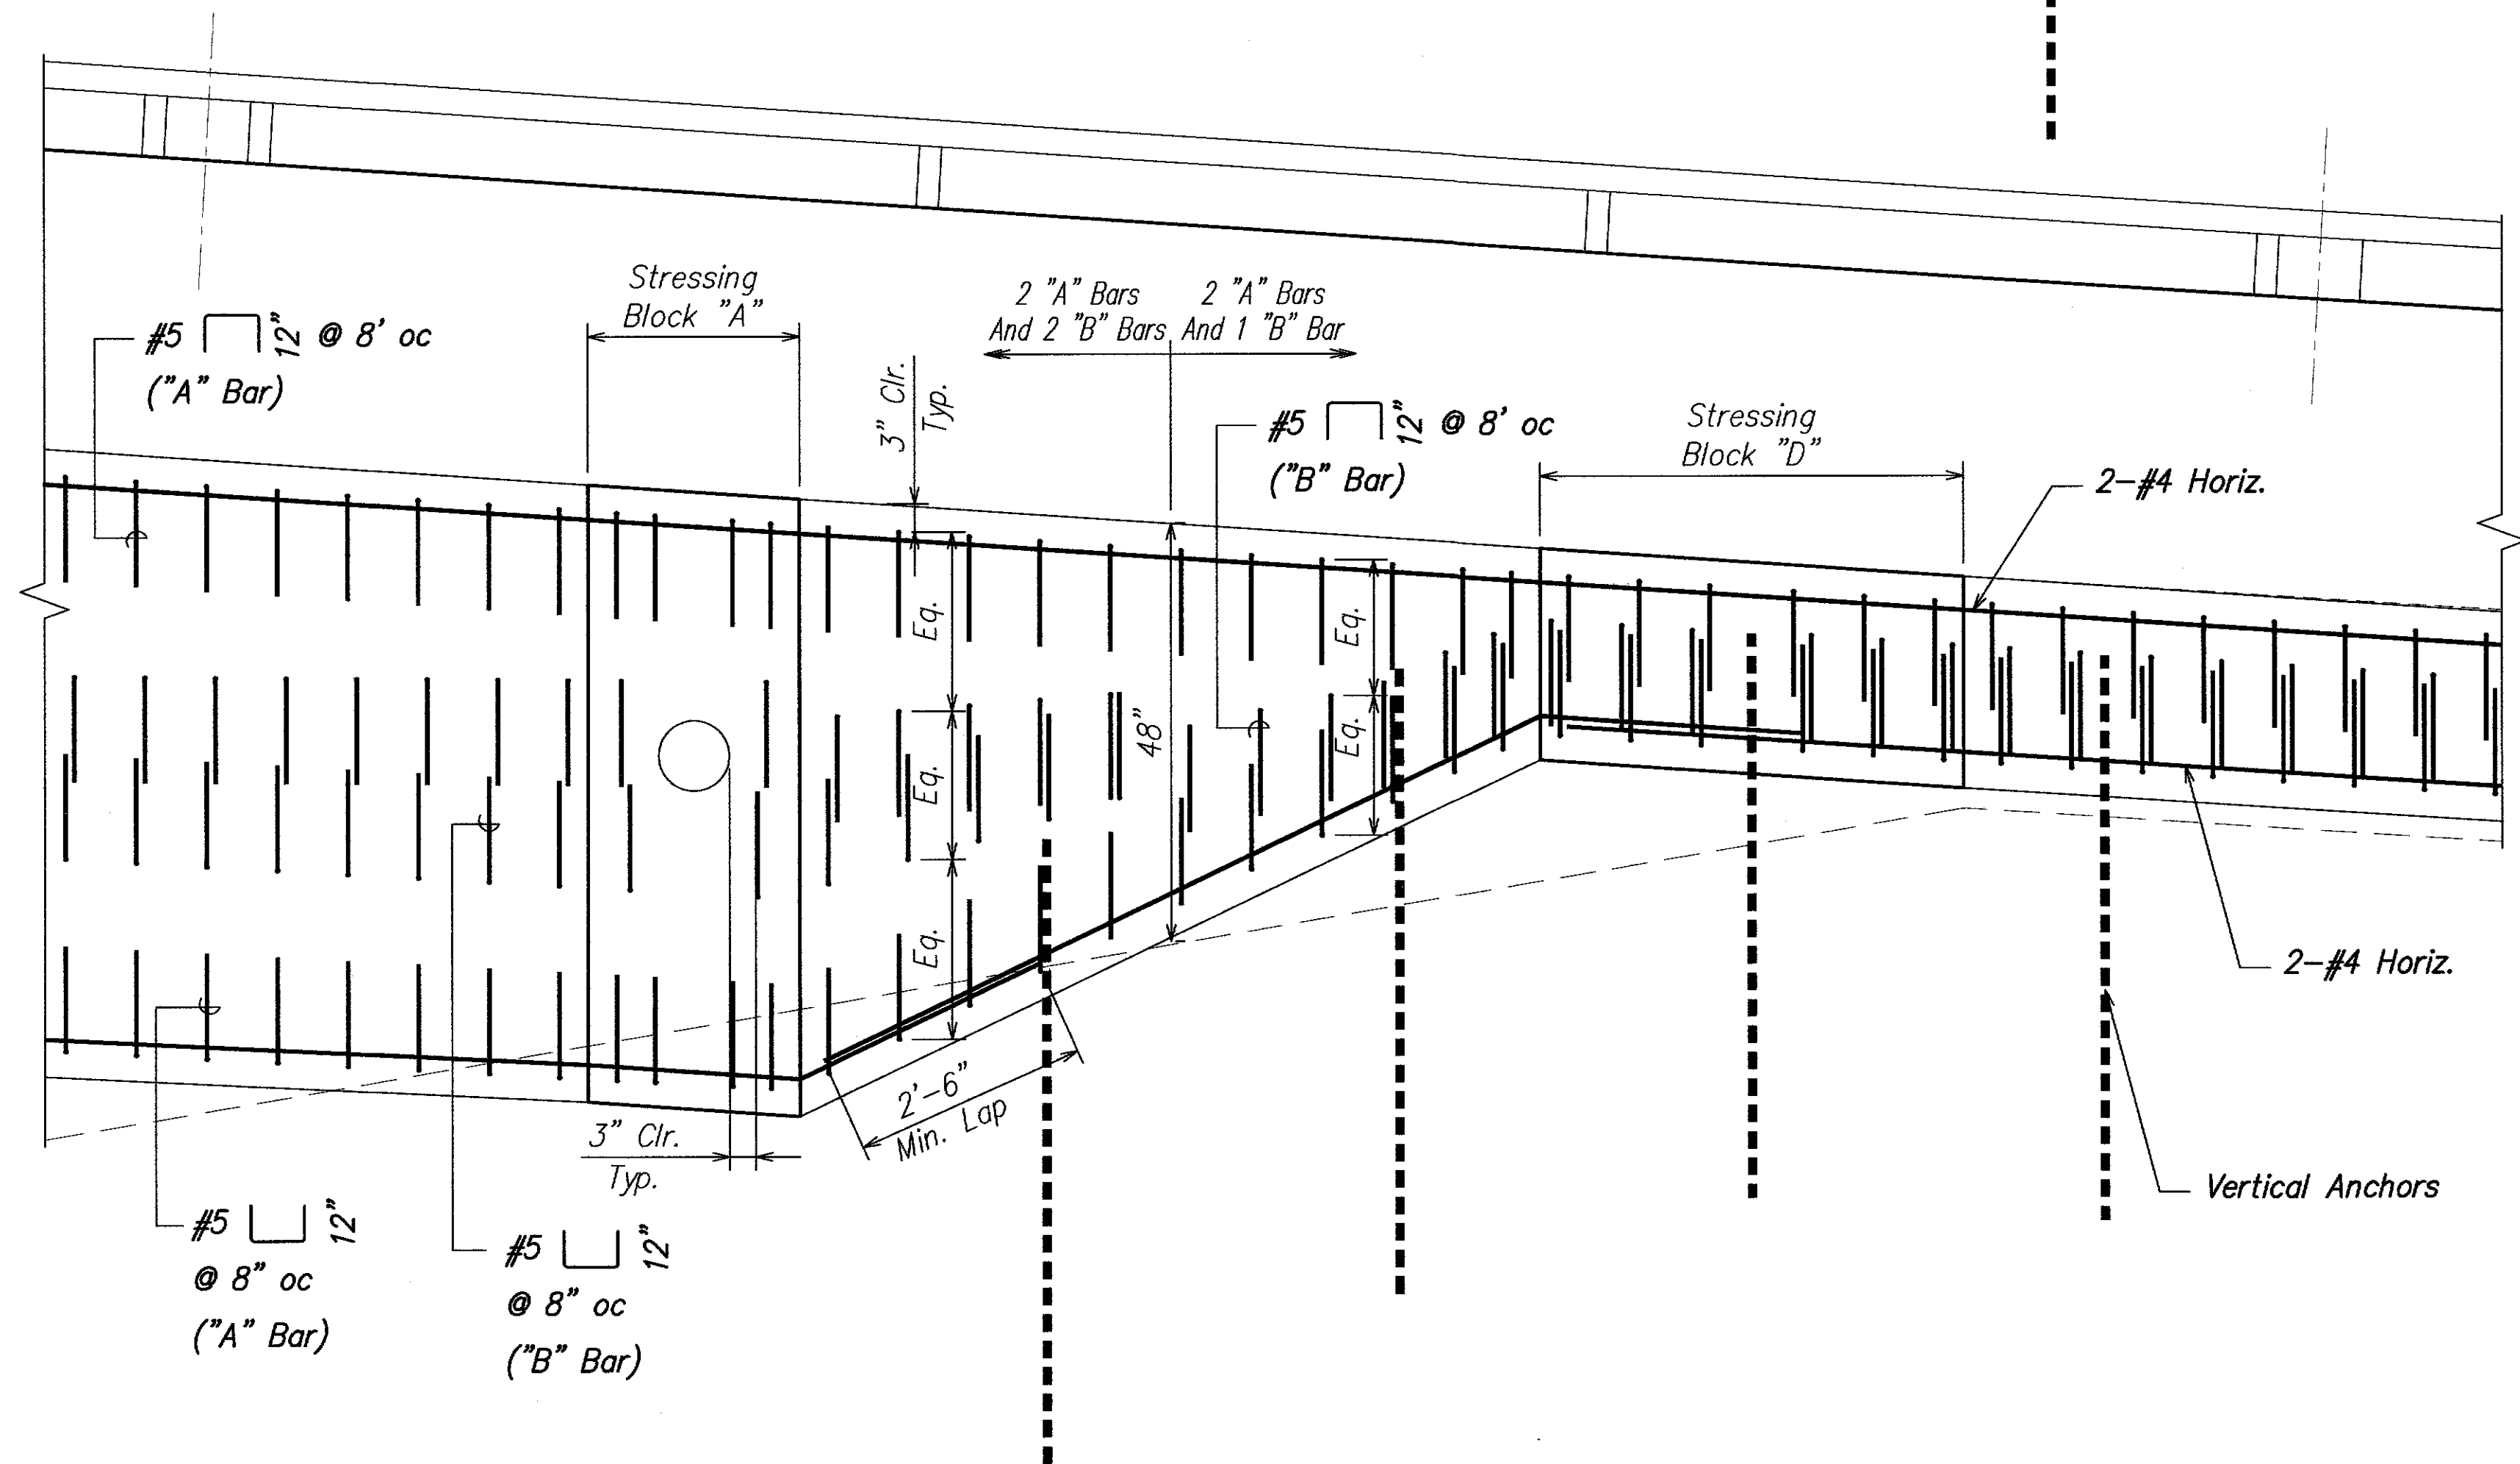 Stressing
Block "A"
2 "A" Bars
And 2 "B" Bars
2 "A" Bars
And 1 "B" Bar
#5 12" @ 8' oc
("A" Bar)
3" Clr.
Typ.
#5 12" @ 8' oc
("B" Bar)
Stressing
Block "D"
2-#4 Horiz.
Eq.
Eq.
Eq.
48"
Eq.
Eq.
2-#4 Horiz.
2'-6"
Min. Lap
3" Clr.
Typ.
Vertical Anchors
#5 12"
@ 8" oc
("A" Bar)
#5 12"
@ 8" oc
("B" Bar)